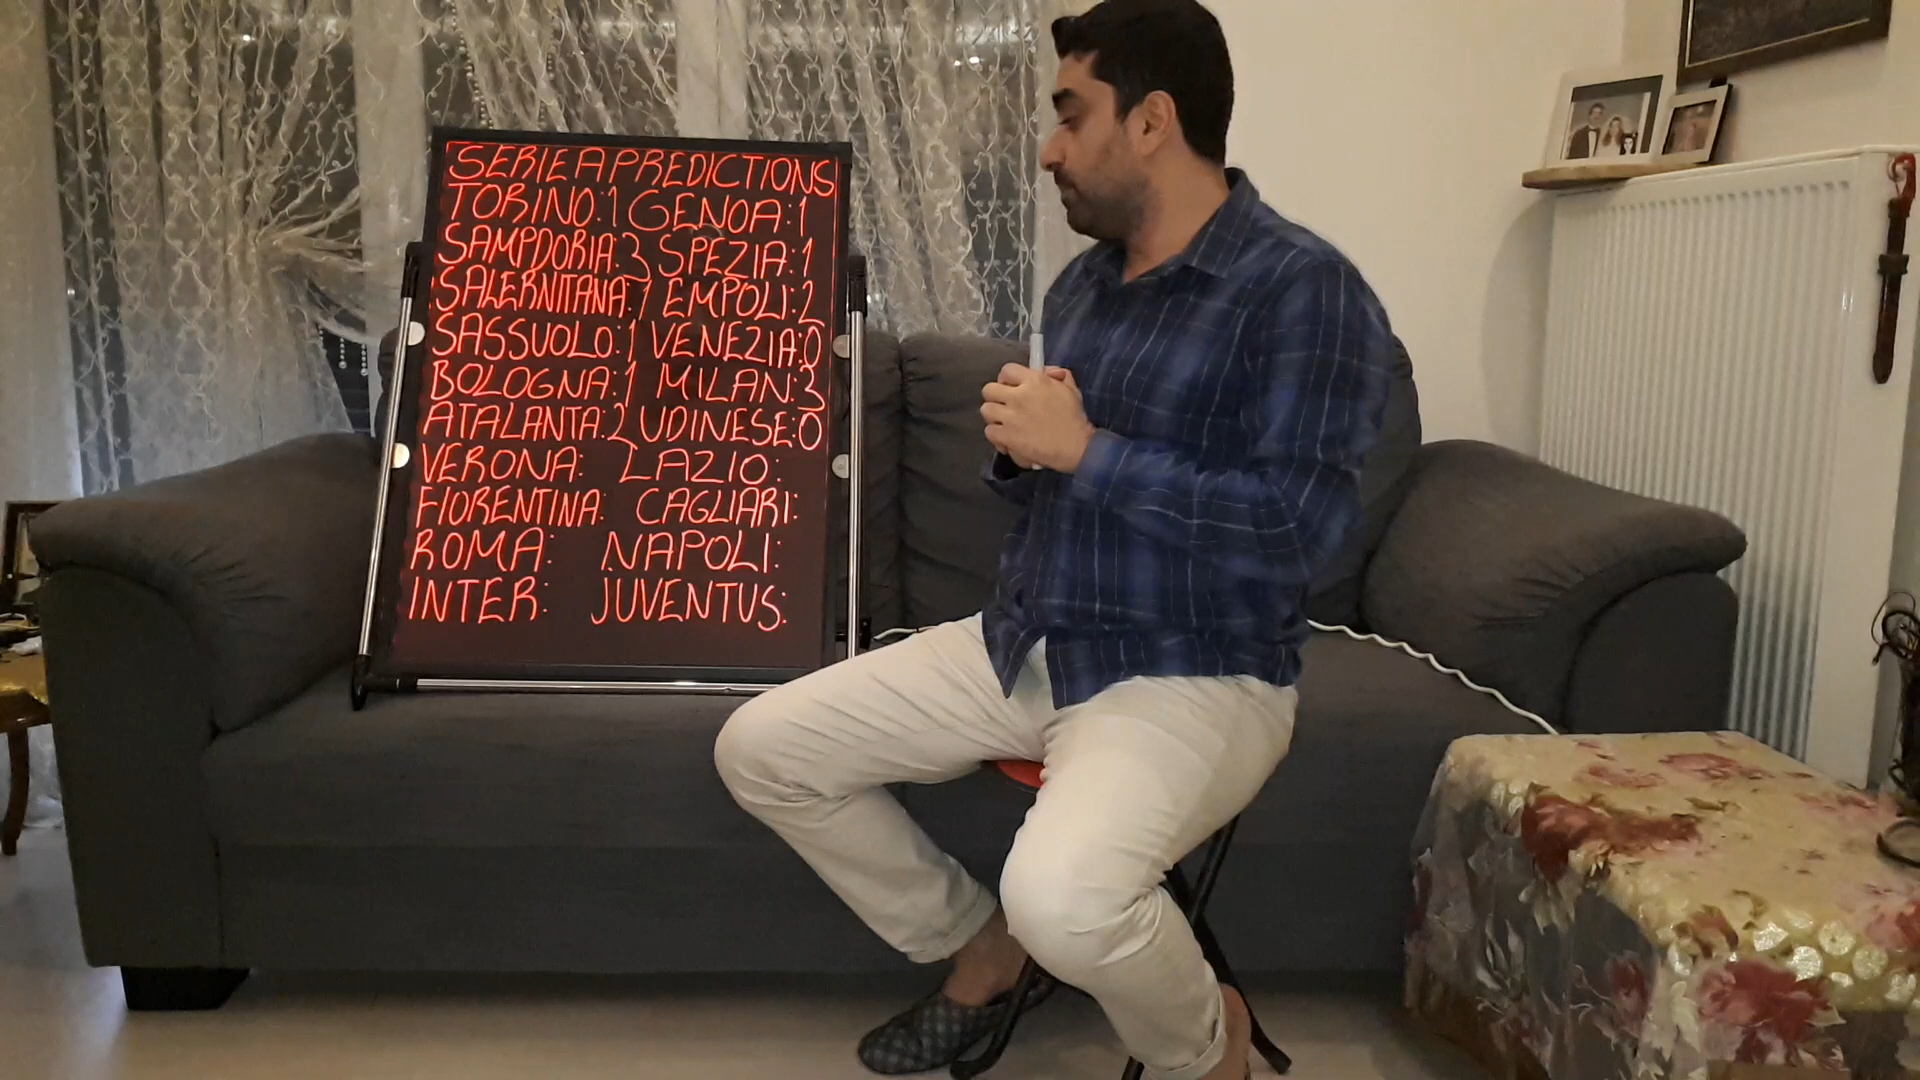 SERIE A PREDICTIONS
TORINO:1 GENOA:1
SAMPDORIA:3 SPEZIA:1
SALERNITANA:1 EMPOLI:2
SASSUOLO:1 VENEZIA:0
BOLOGNA:1 MILAN:3
ATALANTA:2 UDINESE:0
VERONA: LAZIO:
FIORENTINA: CAGLIARI:
ROMA: NAPOLI:
INTER: JUVENTUS: